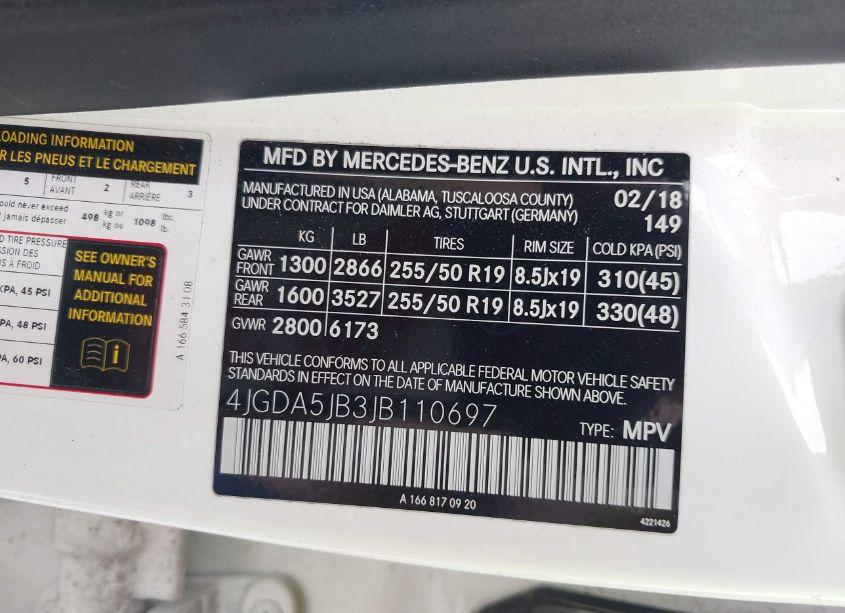 LOADING INFORMATION
R LES PNEUS ET LE CHARGEMENT
5 FRONT AVANT 2 REAR ARRIÈRE 3
ould never exceed
jamais dépasser 498 kg or kg ou 1098 lbs. lb.
D TIRE PRESSURE
SSION DES
S À FROID
KPA, 45 PSI
PA, 48 PSI
PA, 60 PSI
SEE OWNER'S
MANUAL FOR
ADDITIONAL
INFORMATION
A 166 584 31 08
MFD BY MERCEDES-BENZ U.S. INTL., INC
MANUFACTURED IN USA (ALABAMA, TUSCALOOSA COUNTY) 02/18
UNDER CONTRACT FOR DAIMLER AG, STUTTGART (GERMANY) 149
KG LB TIRES RIM SIZE COLD KPA (PSI)
GAWR FRONT 1300 2866 255/50 R19 8.5Jx19 310(45)
GAWR REAR 1600 3527 255/50 R19 8.5Jx19 330(48)
GVWR 2800 6173
THIS VEHICLE CONFORMS TO ALL APPLICABLE FEDERAL MOTOR VEHICLE SAFETY
STANDARDS IN EFFECT ON THE DATE OF MANUFACTURE SHOWN ABOVE.
4JGDA5JB3JB110697
TYPE: MPV
A 166 817 09 20
4221426